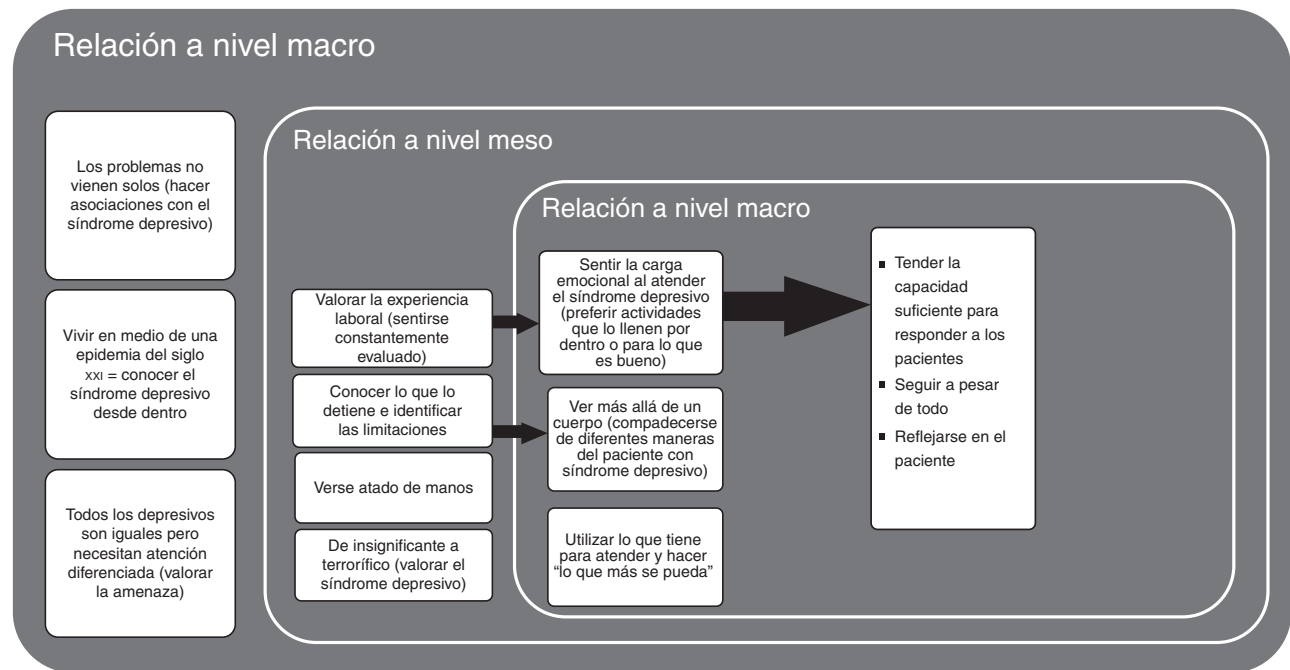 Relación a nivel macro
Los problemas no
vienen solos (hacer
asociaciones con el
síndrome depresivo)
Vivir en medio de una
epidemia del siglo
XXI = conocer el
síndrome depresivo
desde dentro
Todos los depresivos
son iguales pero
necesitan atención
diferenciada (valorar
la amenaza)
Relación a nivel meso
Valorar la experiencia
laboral (sentirse
constantemente
evaluado)
Conocer lo que lo
detiene e identificar
las limitaciones
Verse atado de manos
De insignificante a
terrorífico (valorar el
síndrome depresivo)
Relación a nivel macro
Sentir la carga
emocional al atender
el síndrome depresivo
(preferir actividades
que lo llenen por
dentro o para lo que
es bueno)
Ver más allá de un
cuerpo (compadecerse
de diferentes maneras
del paciente con
síndrome depresivo)
Utilizar lo que tiene
para atender y hacer
“lo que más se pueda”
▪ Tender la
capacidad
suficiente para
responder a los
pacientes
▪ Seguir a pesar
de todo
▪ Reflejarse en el
paciente